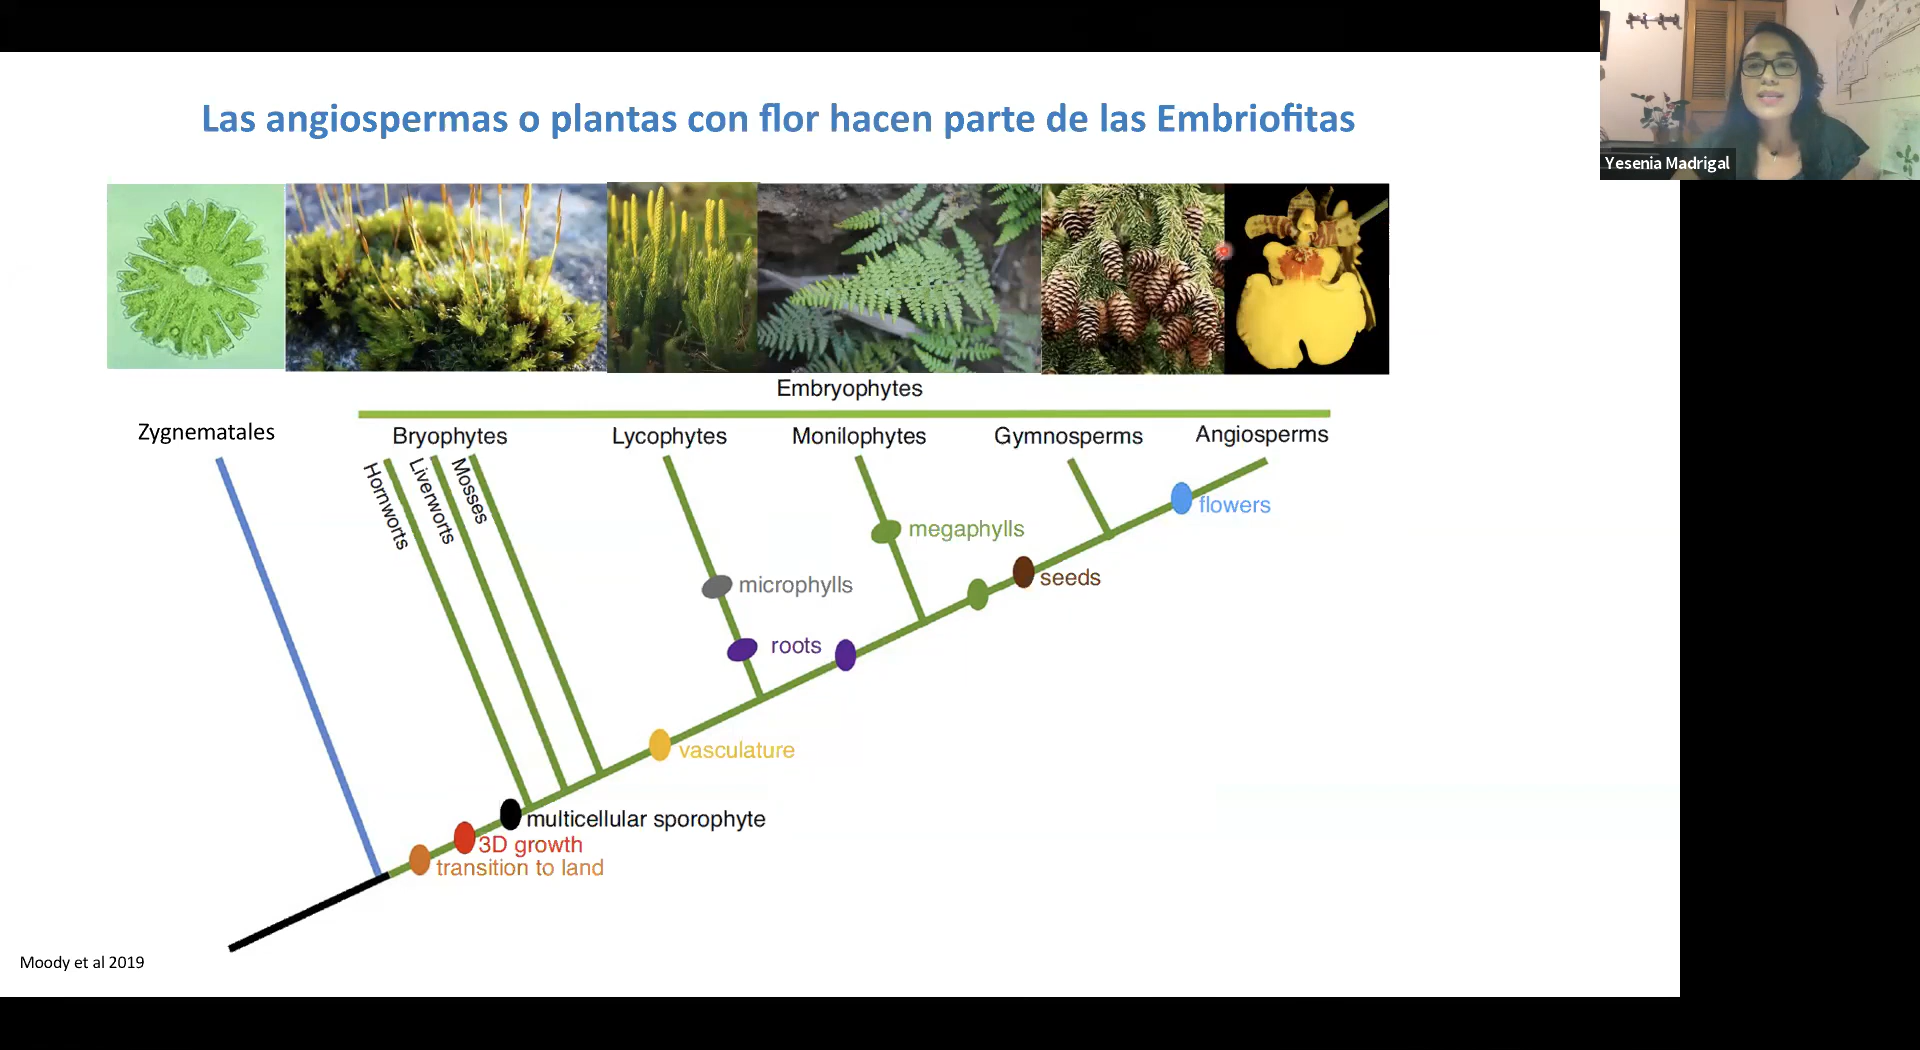 Las angiospermas o plantas con flor hacen parte de las Embriofitas
Yesenia Madrigal
Embryophytes
Zygnematales
Bryophytes
Lycophytes
Monilophytes
Gymnosperms
Angiosperms
Hornworts
Liverworts
Mosses
flowers
megaphylls
microphylls
seeds
roots
vasculature
multicellular sporophyte
3D growth
transition to land
Moody et al 2019